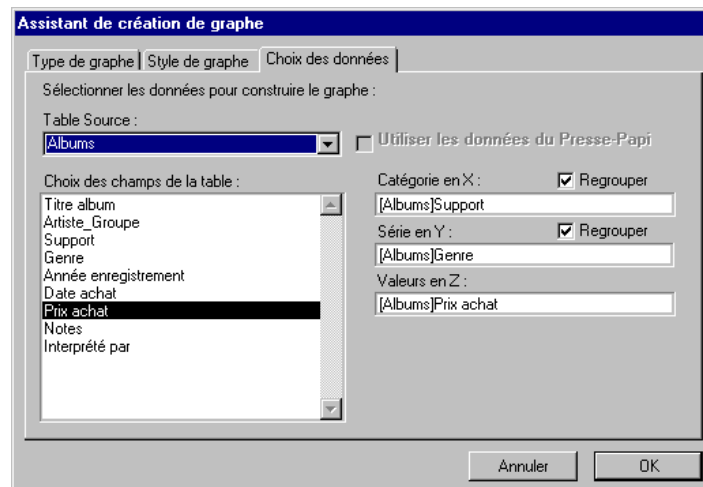 Assistant de création de graphe
Type de graphe Style de graphe Choix des données
Sélectionner les données pour construire le graphe :
Table Source :
Albums
Utiliser les données du Presse-Papi
Choix des champs de la table :
Titre album
Artiste_Groupe
Support
Genre
Année enregistrement
Date achat
Prix achat
Notes
Interprété par
Catégorie en X :
Regrouper
[Albums]Support
Série en Y :
Regrouper
[Albums]Genre
Valeurs en Z :
[Albums]Prix achat
Annuler
OK